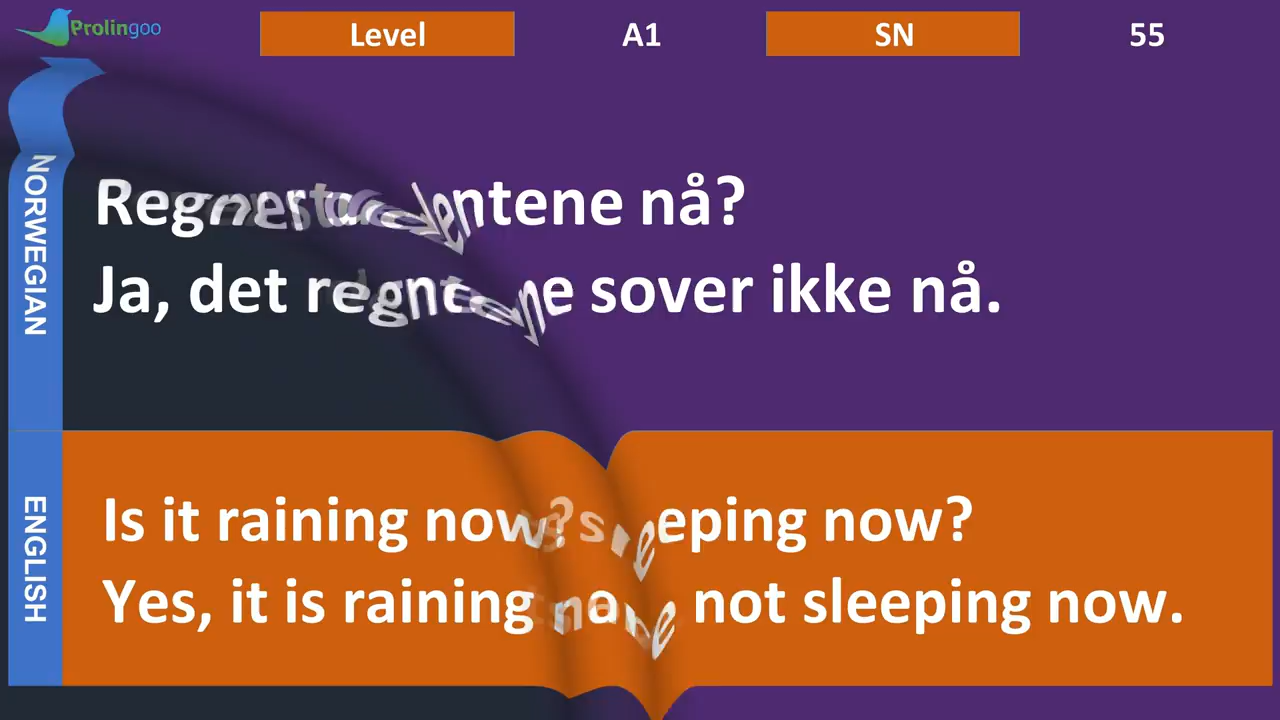 Prolingoo
Level A1 SN 55
NORWEGIAN
Regner ntene nå?
Ja, det sover ikke nå.
ENGLISH
Is it raining now? eping now?
Yes, it is raining not sleeping now.